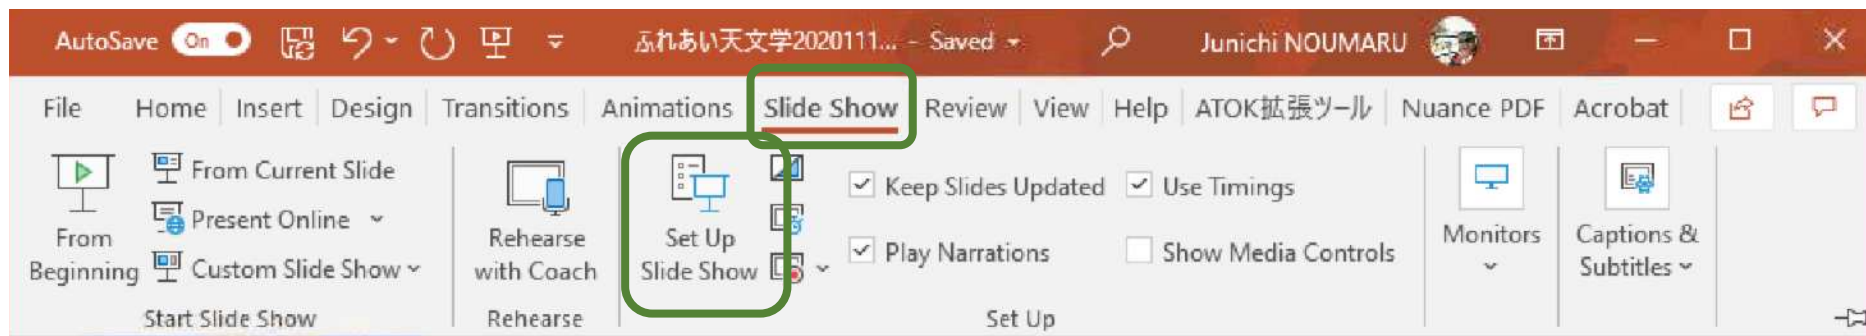 AutoSave On ふれあい天文学2020111... - Saved Junichi NOUMARU
File Home Insert Design Transitions Animations Slide Show Review View Help ATOK拡張ツール Nuance PDF Acrobat
From Beginning
From Current Slide
Present Online
Custom Slide Show
Start Slide Show
Rehearse
with Coach
Rehearse
Set Up
Slide Show
Keep Slides Updated
Use Timings
Play Narrations
Show Media Controls
Set Up
Monitors
Captions &
Subtitles